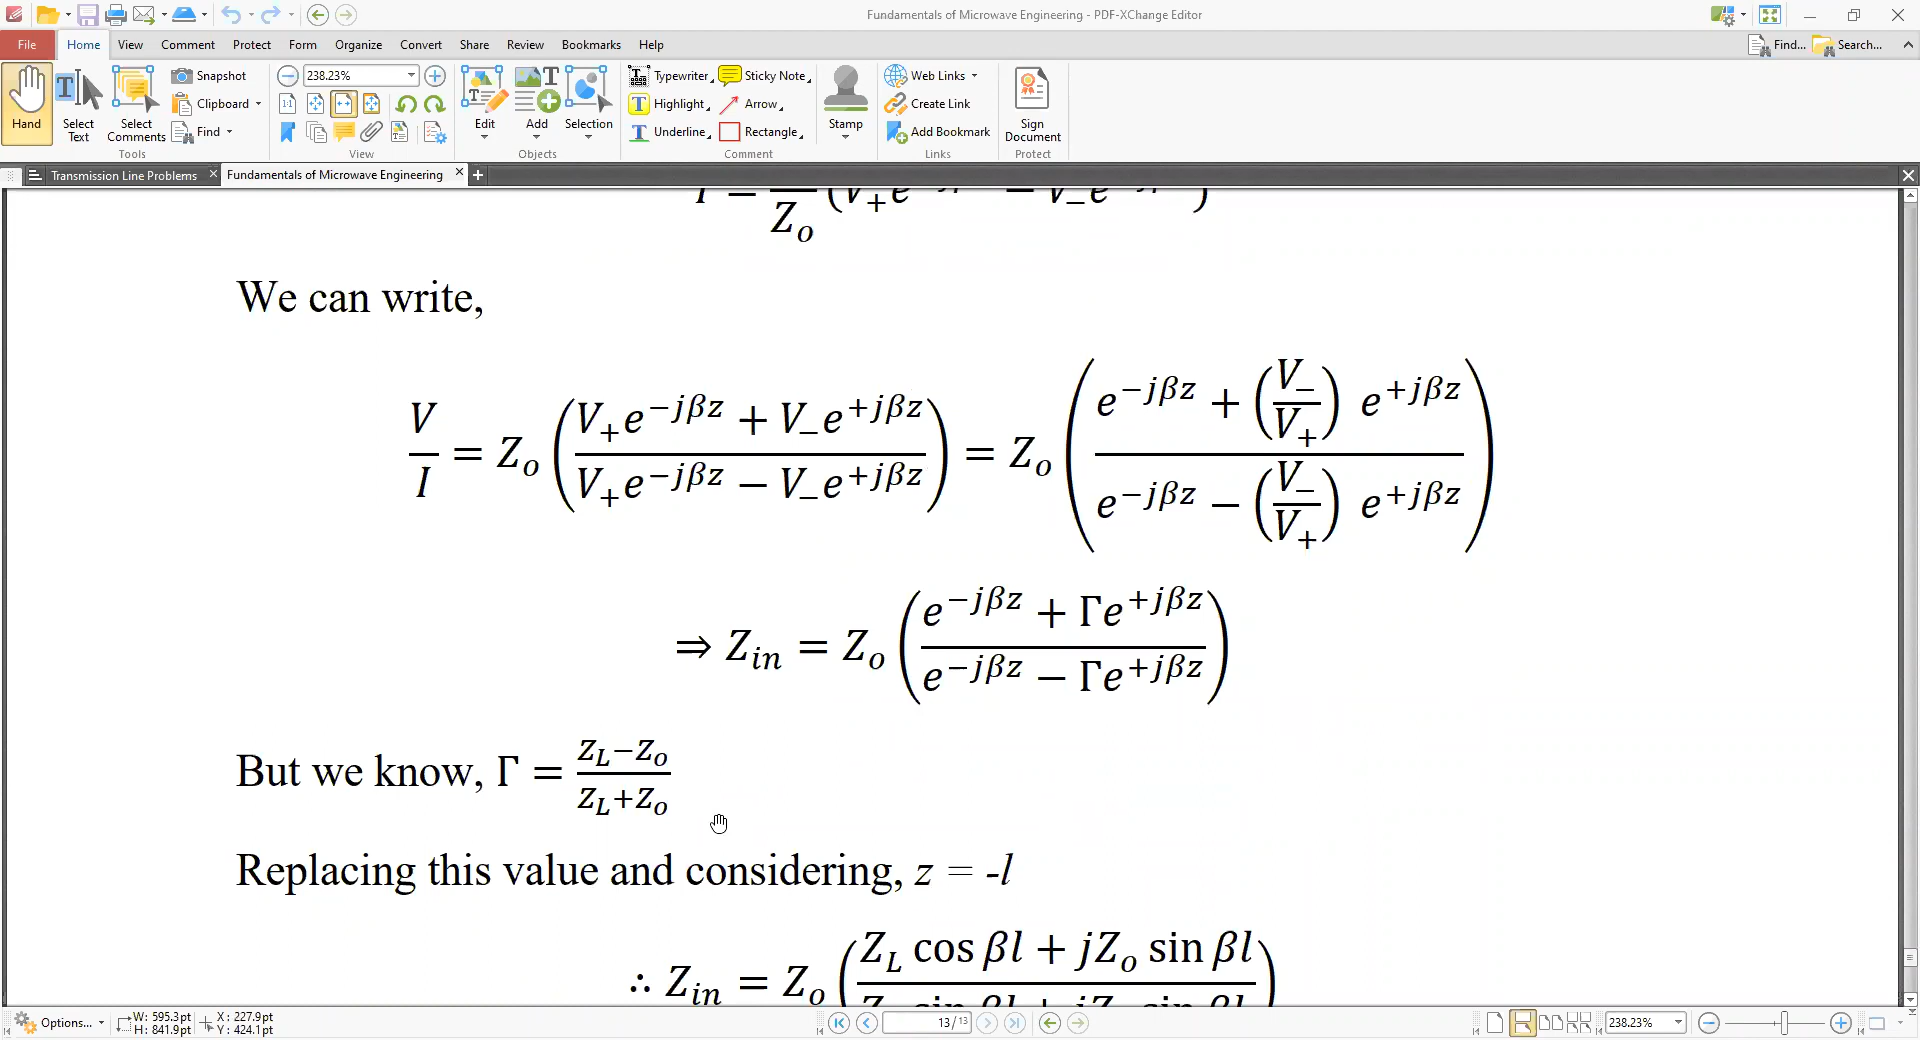 Fundamentals of Microwave Engineering - PDF-XChange Editor
File Home View Comment Protect Form Organize Convert Share Review Bookmarks Help Find... Search...
Hand
Select Text
Select Comments
Snapshot
Clipboard
Find
Tools
238.23%
View
Edit
Add
Selection
Objects
Typewriter
Highlight
Underline
Sticky Note
Arrow
Rectangle
Comment
Stamp
Web Links
Create Link
Add Bookmark
Links
Sign Document
Protect
Transmission Line Problems
Fundamentals of Microwave Engineering
Z_o
We can write,
V/I = Z_o ( (V_+ e^{-jβz} + V_- e^{+jβz}) / (V_+ e^{-jβz} − V_- e^{+jβz}) ) = Z_o ( (e^{-jβz} + (V_-/V_+) e^{+jβz}) / (e^{-jβz} − (V_-/V_+) e^{+jβz}) )
⇒ Z_in = Z_o ( (e^{-jβz} + Γe^{+jβz}) / (e^{-jβz} − Γe^{+jβz}) )
But we know, Γ = (Z_L−Z_o)/(Z_L+Z_o)
Replacing this value and considering, z = -l
∴ Z_in = Z_o ( Z_L cos βl + jZ_o sin βl
Options...
W: 595.3pt
H: 841.9pt
X: 227.9pt
Y: 424.1pt
13/13
238.23%